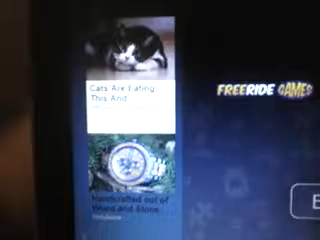 Cats Are Eating
This And
FREERIDE GAMES
Handcrafted out of
Wood and Stone